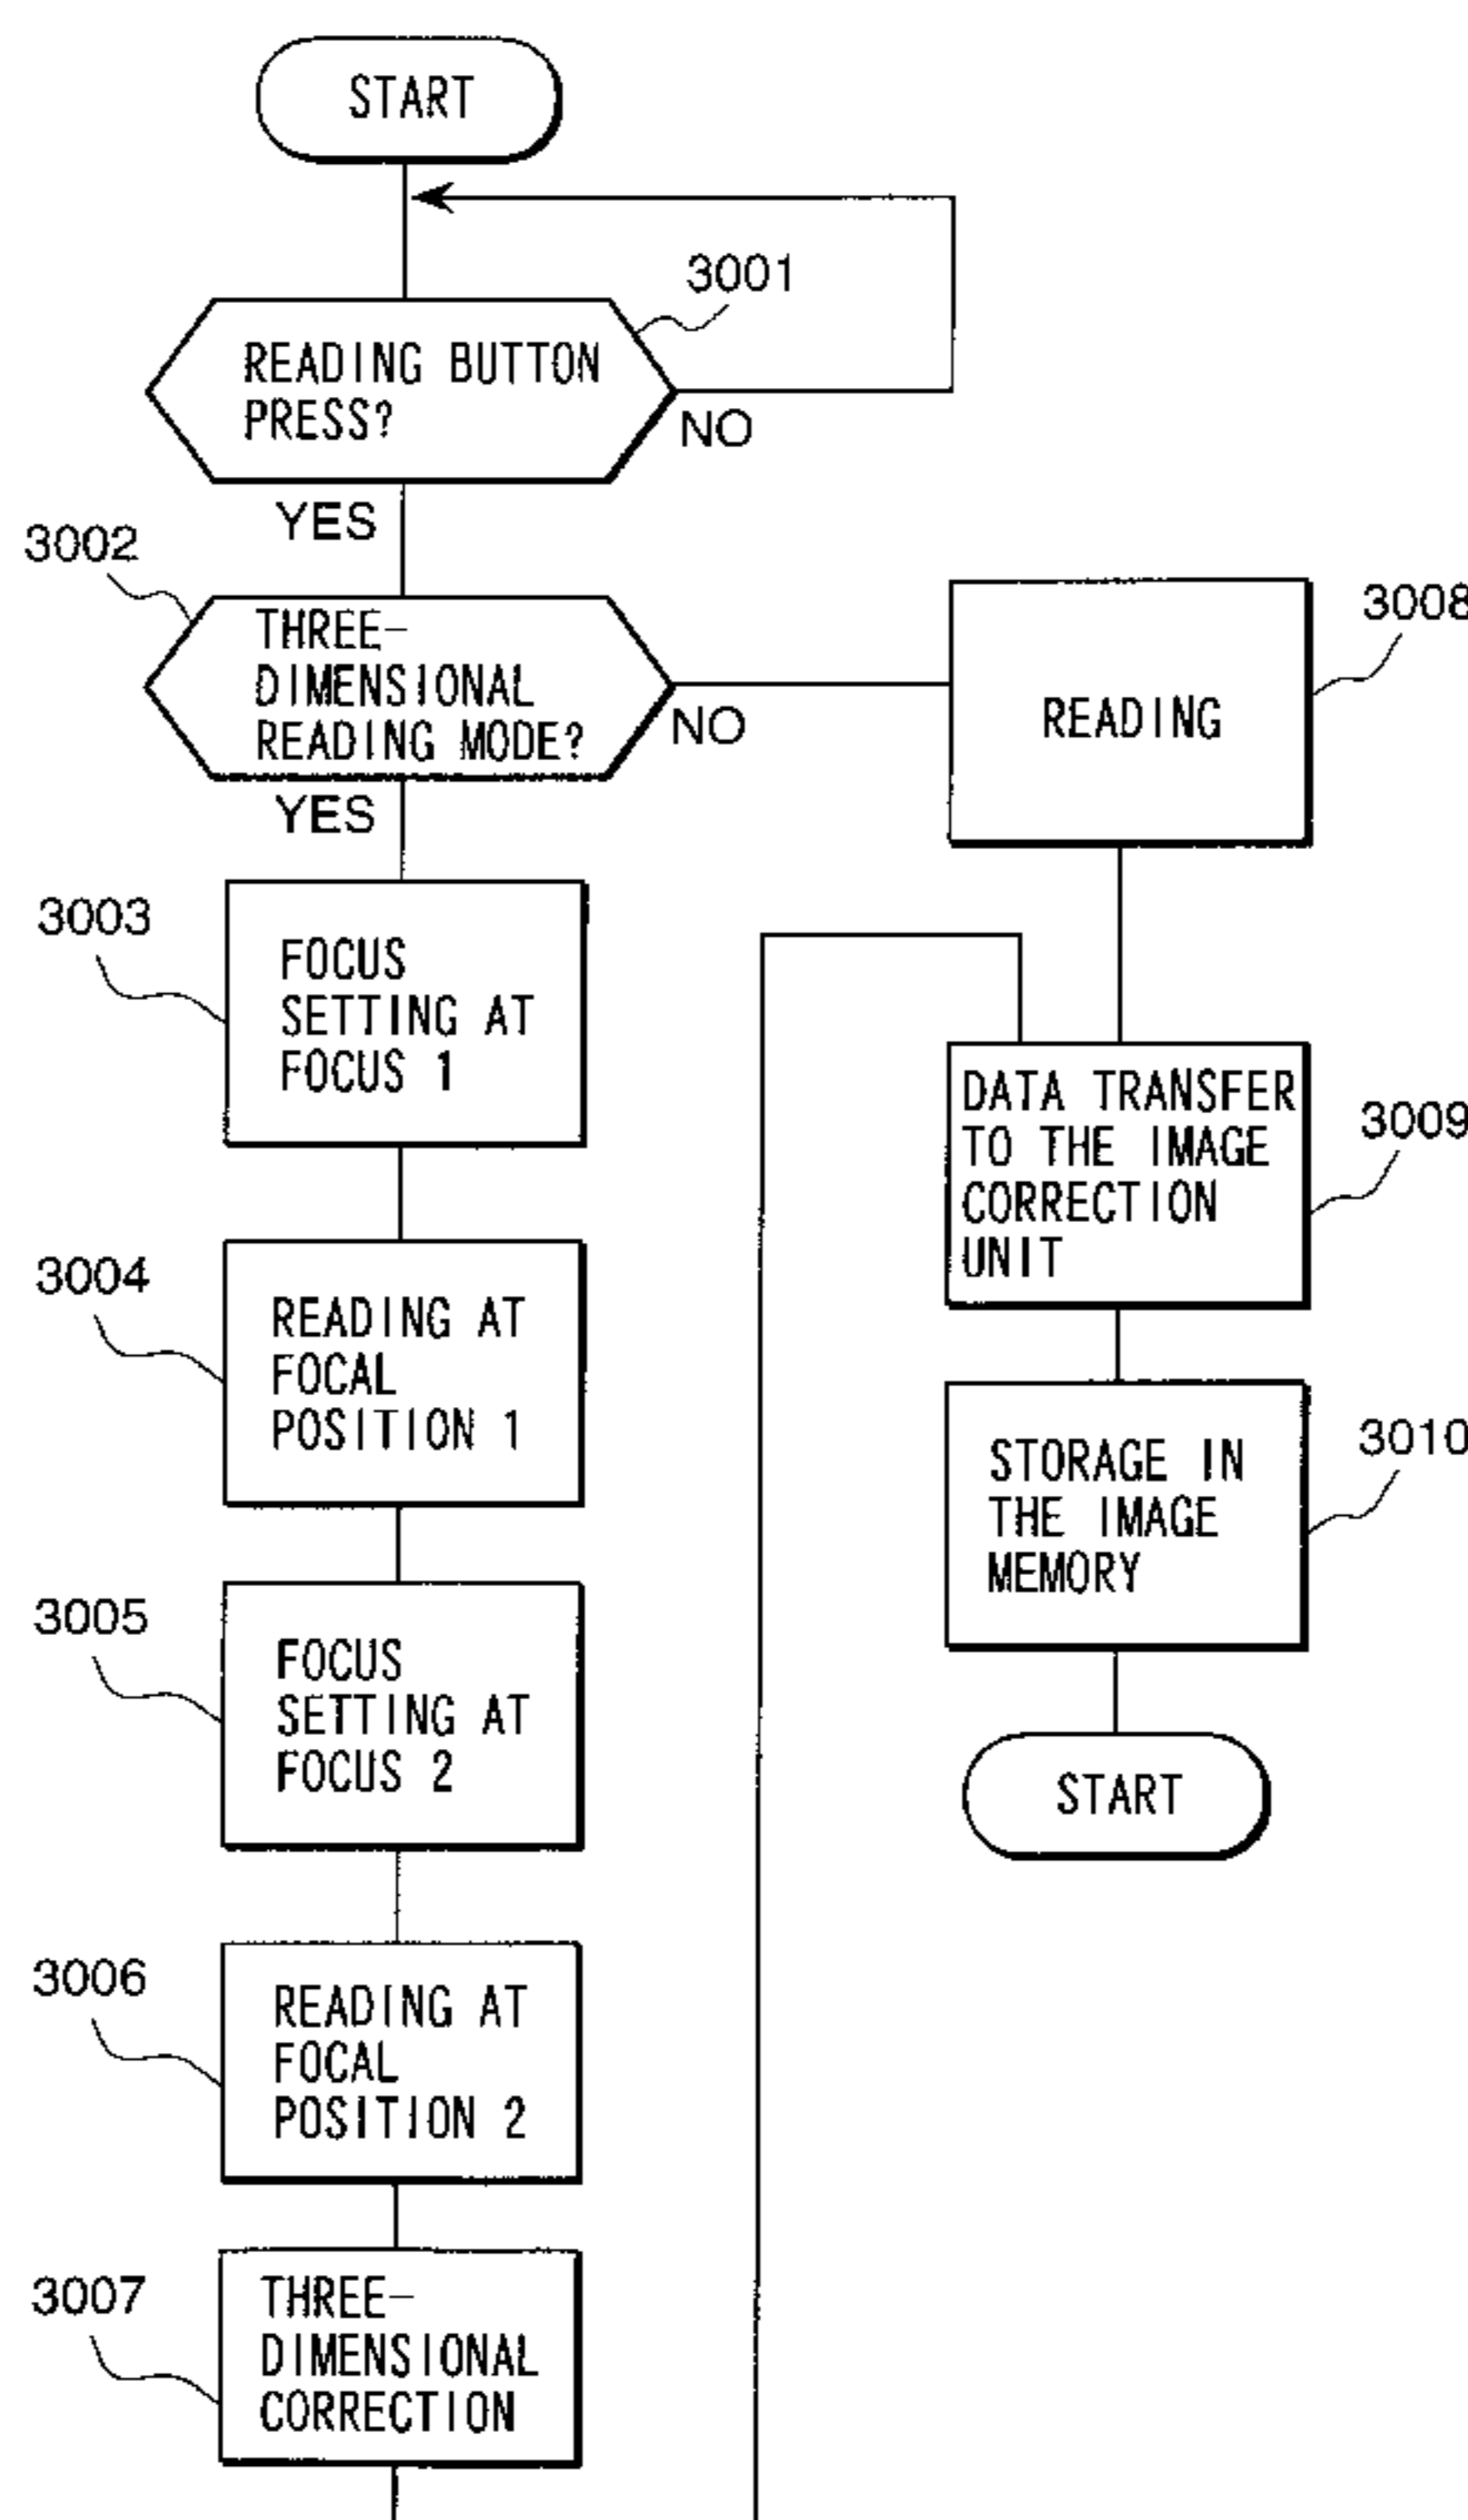 START
3001
READING BUTTON
PRESS?
NO
YES
3002
THREE-
DIMENSIONAL
READING MODE?
NO
YES
3003
FOCUS
SETTING AT
FOCUS 1
3004
READING AT
FOCAL
POSITION 1
3005
FOCUS
SETTING AT
FOCUS 2
3006
READING AT
FOCAL
POSITION 2
3007
THREE-
DIMENSIONAL
CORRECTION
3008
READING
3009
DATA TRANSFER
TO THE IMAGE
CORRECTION
UNIT
3010
STORAGE IN
THE IMAGE
MEMORY
START